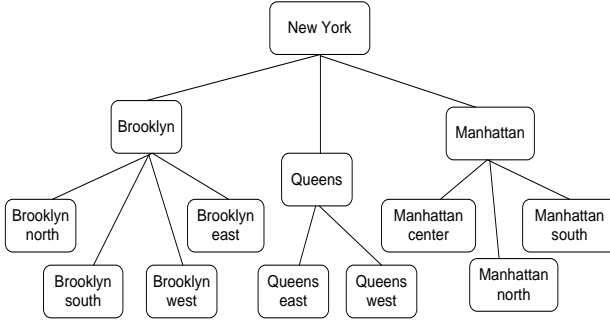 New York
Brooklyn
Manhattan
Queens
Brooklyn
north
Brooklyn
east
Manhattan
center
Manhattan
south
Brooklyn
south
Brooklyn
west
Queens
east
Queens
west
Manhattan
north